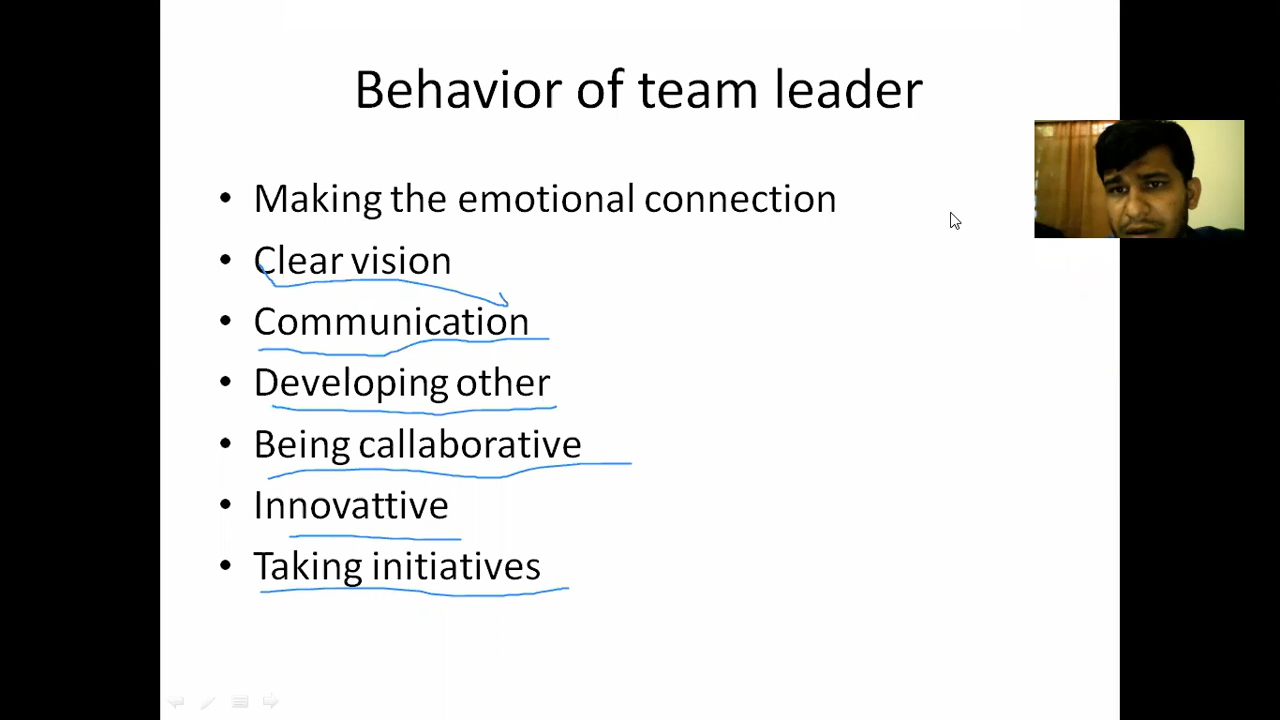 Behavior of team leader
• Making the emotional connection
• Clear vision
• Communication
• Developing other
• Being callaborative
• Innovattive
• Taking initiatives